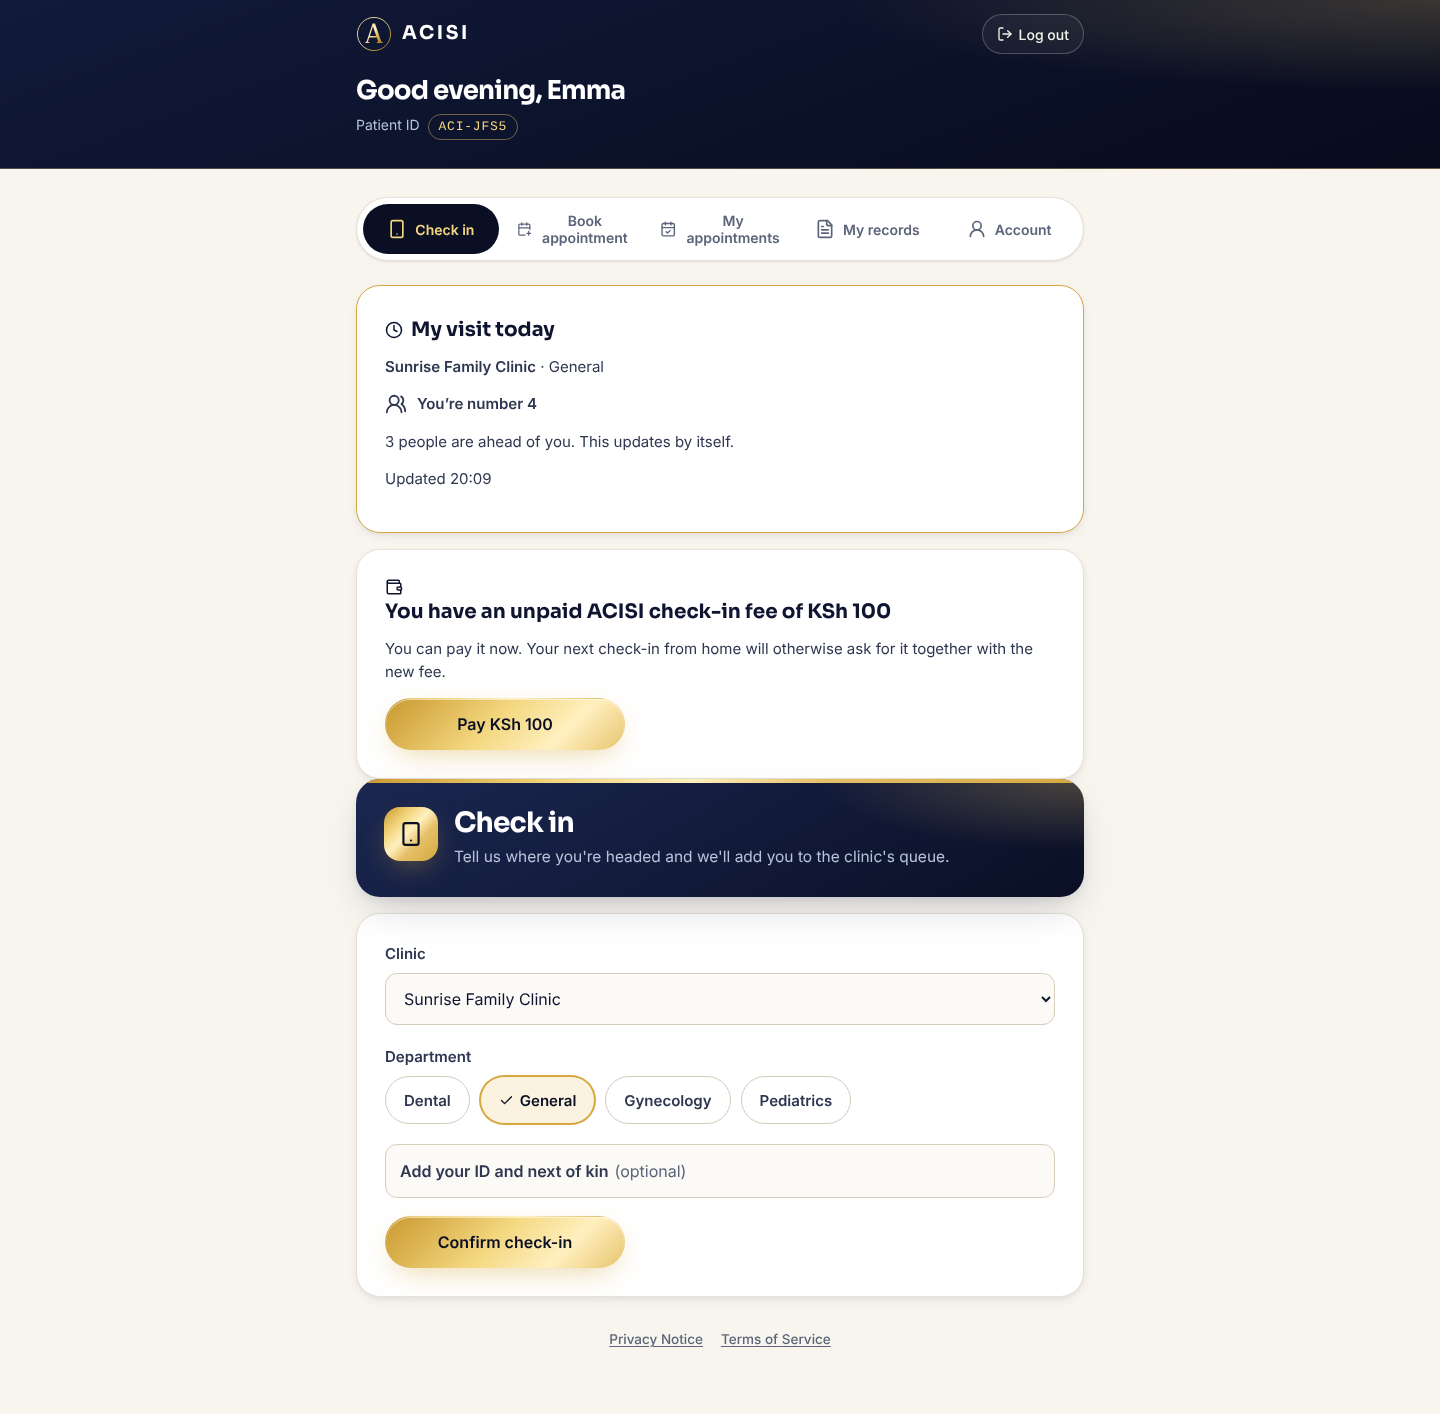 A ACISI
Log out
Good evening, Emma
Patient ID ACI-JFS5
Check in
Book
appointment
My
appointments
My records
Account
My visit today
Sunrise Family Clinic · General
You’re number 4
3 people are ahead of you. This updates by itself.
Updated 20:09
You have an unpaid ACISI check-in fee of KSh 100
You can pay it now. Your next check-in from home will otherwise ask for it together with the
new fee.
Pay KSh 100
Check in
Tell us where you're headed and we'll add you to the clinic's queue.
Clinic
Sunrise Family Clinic
Department
Dental
General
Gynecology
Pediatrics
Add your ID and next of kin (optional)
Confirm check-in
Privacy Notice
Terms of Service